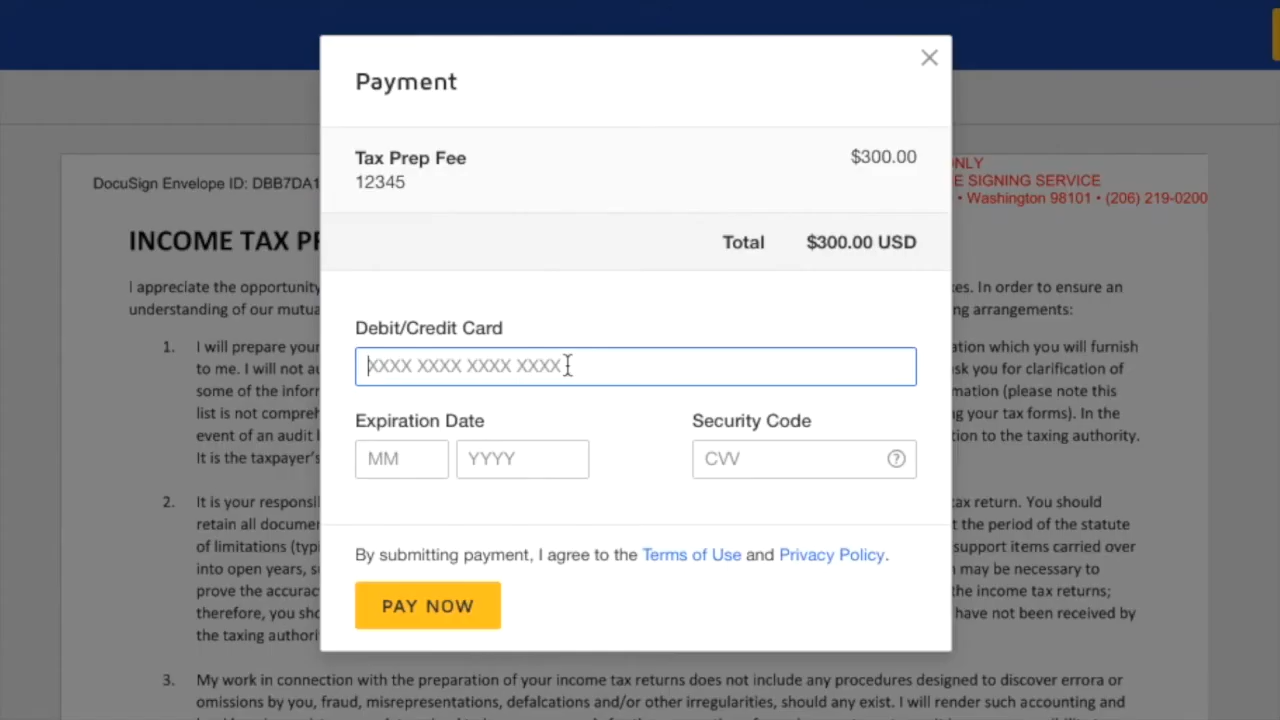 Payment
Tax Prep Fee $300.00
12345
Total $300.00 USD
Debit/Credit Card
XXXX XXXX XXXX XXXX
Expiration Date Security Code
MM YYYY CVV ?
By submitting payment, I agree to the Terms of Use and Privacy Policy.
PAY NOW
DocuSign Envelope ID: DBB7DA1
E SIGNING SERVICE
• Washington 98101 • (206) 219-0200
INCOME TAX
I appreciate the opportunity es. In order to ensure an
understanding of our mutua ng arrangements:
1. I will prepare your ation which you will furnish
to me. I will not a sk you for clarification of
some of the infor mation (please note this
list is not compreh g your tax forms). In the
event of an audit tion to the taxing authority.
It is the taxpayer's
2. It is your responsi tax return. You should
retain all docume t the period of the statute
of limitations (typi support items carried over
into open years, s may be necessary to
prove the accurac the income tax returns;
therefore, you sho have not been received by
the taxing authori
3. My work in connection with the preparation of your income tax returns does not include any procedures designed to discover errora or
omissions by you, fraud, misrepresentations, defalcations and/or other irregularities, should any exist. I will render such accounting and